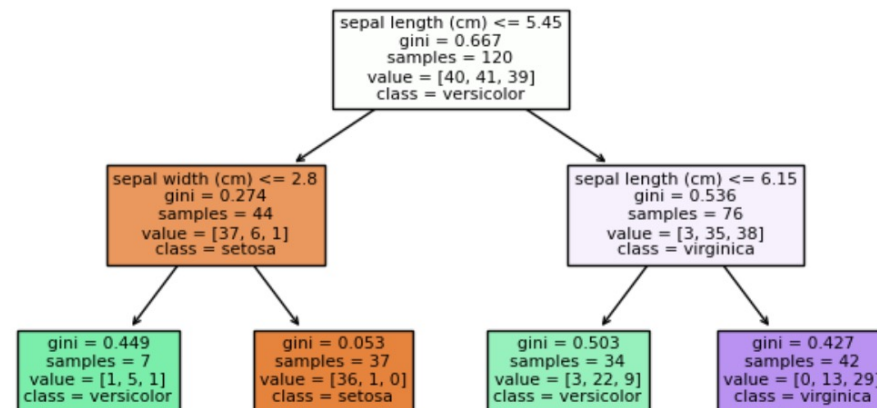 sepal length (cm) <= 5.45
gini = 0.667
samples = 120
value = [40, 41, 39]
class = versicolor
sepal width (cm) <= 2.8
gini = 0.274
samples = 44
value = [37, 6, 1]
class = setosa
sepal length (cm) <= 6.15
gini = 0.536
samples = 76
value = [3, 35, 38]
class = virginica
gini = 0.449
samples = 7
value = [1, 5, 1]
class = versicolor
gini = 0.053
samples = 37
value = [36, 1, 0]
class = setosa
gini = 0.503
samples = 34
value = [3, 22, 9]
class = versicolor
gini = 0.427
samples = 42
value = [0, 13, 29]
class = virginica